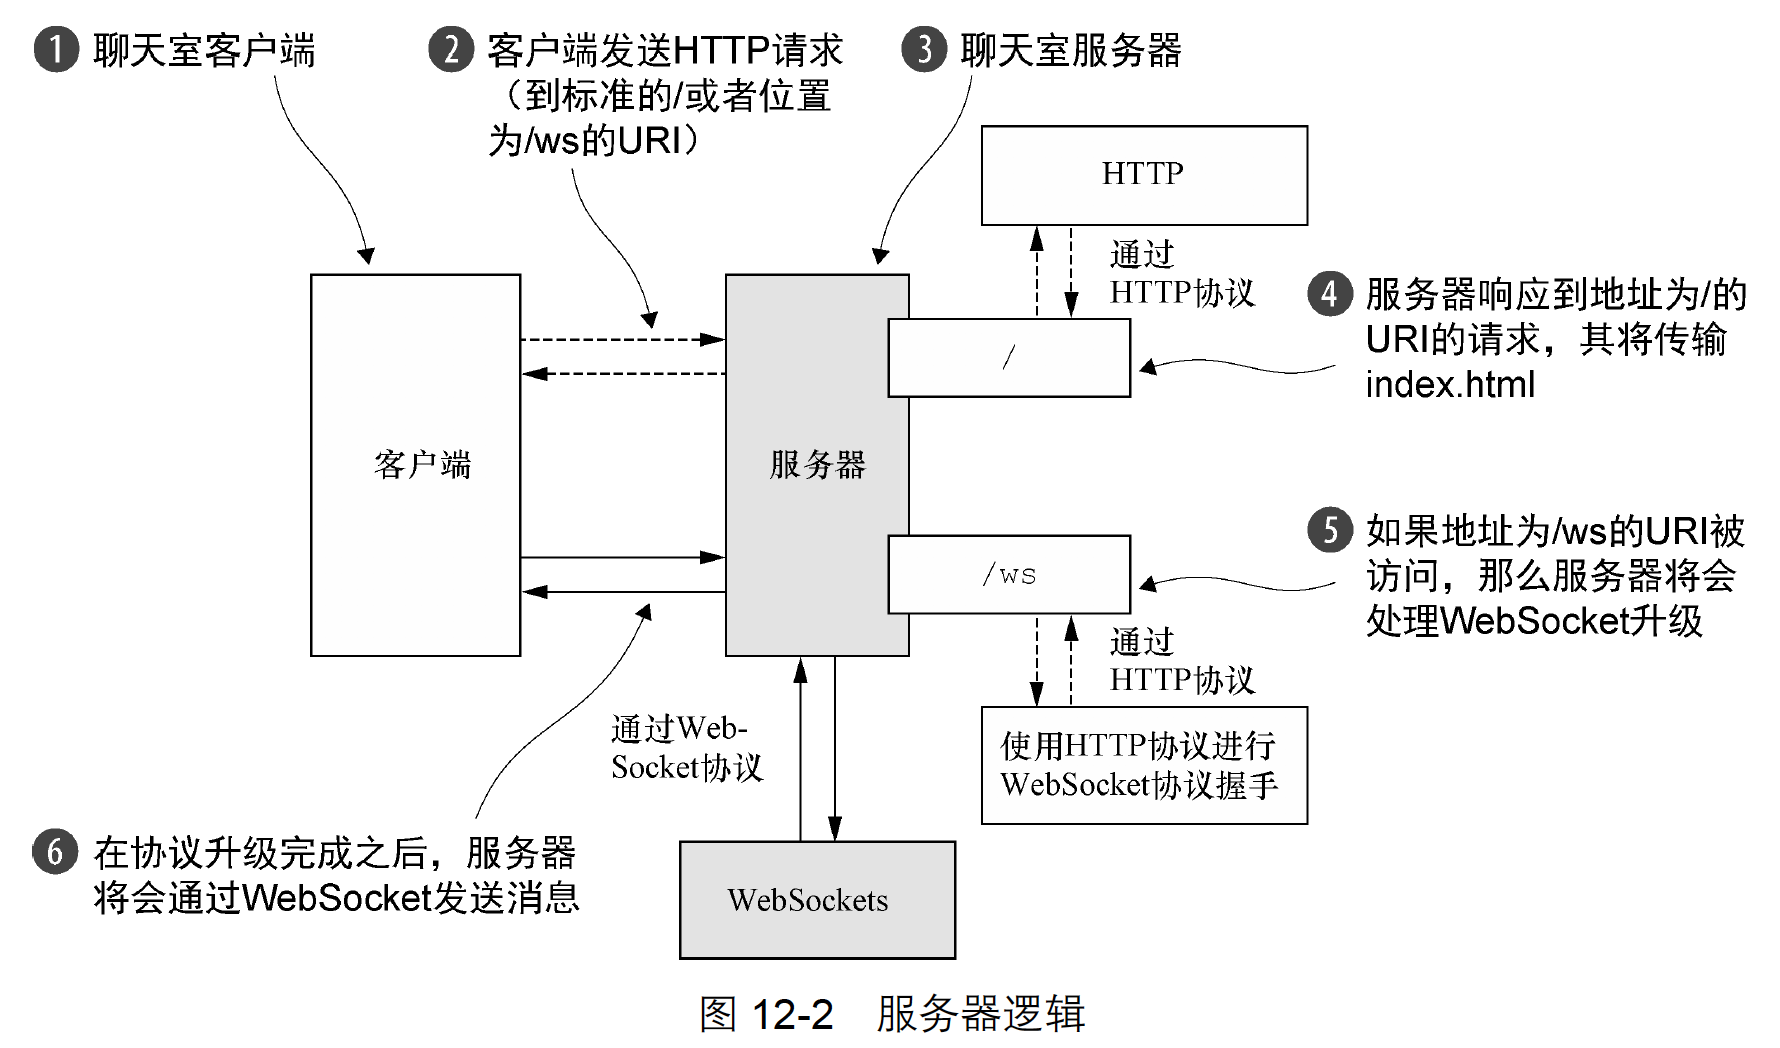 1 聊天室客户端
2 客户端发送HTTP请求
（到标准的/或者位置
为/ws的URI）
3 聊天室服务器
HTTP
通过
HTTP协议
4 服务器响应到地址为/的
URI的请求，其将传输
index.html
/
客户端
服务器
5 如果地址为/ws的URI被
访问，那么服务器将会
处理WebSocket升级
/ws
通过
HTTP协议
通过Web-
Socket协议
使用HTTP协议进行
WebSocket协议握手
6 在协议升级完成之后，服务器
将会通过WebSocket发送消息
WebSockets
图 12-2 服务器逻辑